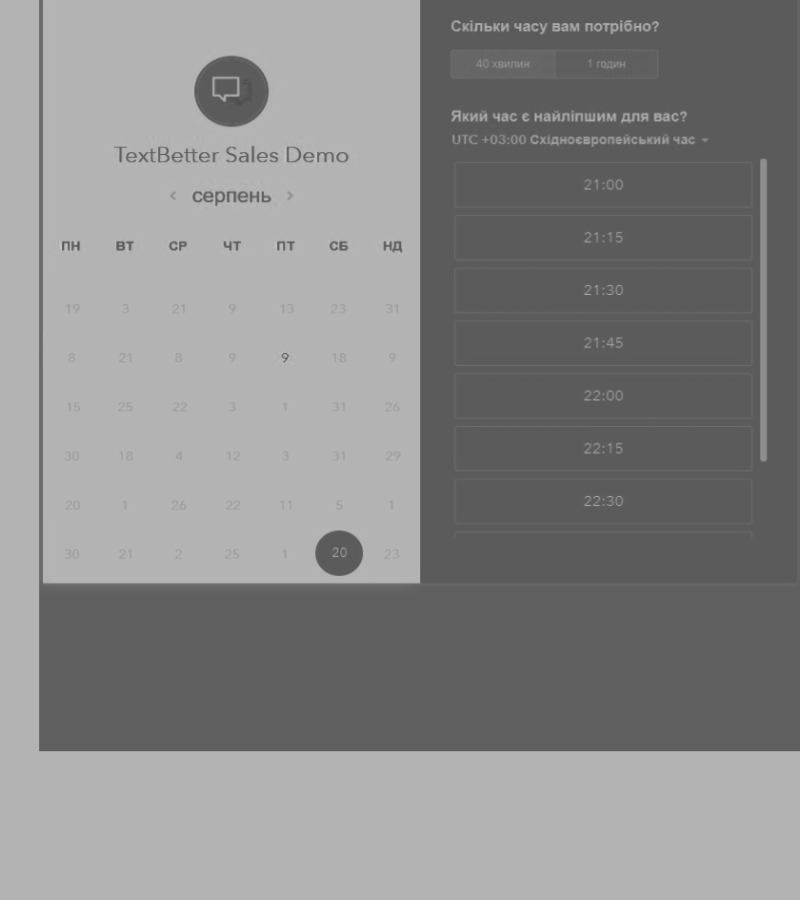 TextBetter Sales Demo
‹ серпень ›
ПН ВТ СР ЧТ ПТ СБ НД
19 3 21 9 13 23 31
8 21 8 9 9 18 9
15 25 22 3 1 31 26
30 18 4 12 3 31 29
20 1 26 22 11 5 1
30 21 2 25 1 20 23
Скільки часу вам потрібно?
40 хвилин 1 годин
Який час є найліпшим для вас?
UTC +03:00 Східноєвропейський час
21:00
21:15
21:30
21:45
22:00
22:15
22:30